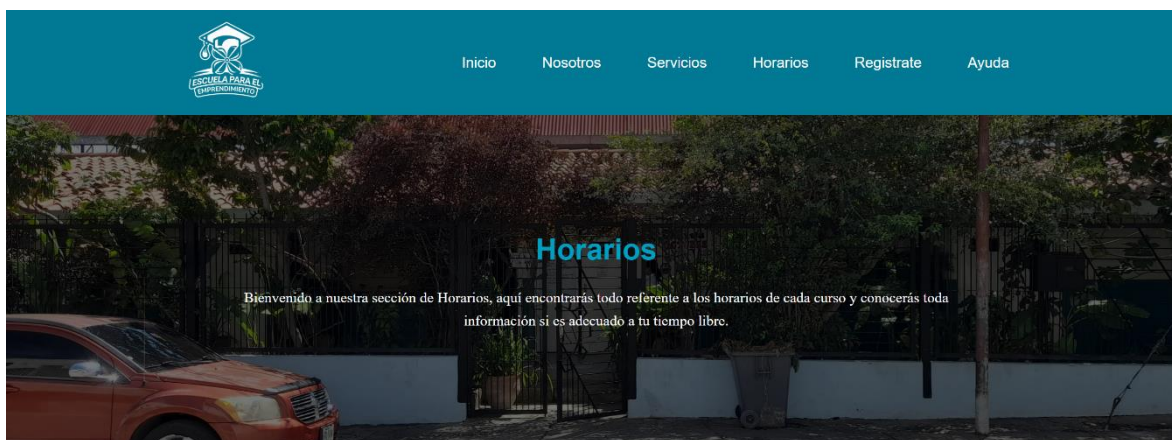 ESCUELA PARA EL
EMPRENDIMIENTO
Inicio Nosotros Servicios Horarios Registrate Ayuda
Horarios
Bienvenido a nuestra sección de Horarios, aquí encontrarás todo referente a los horarios de cada curso y conocerás toda
información si es adecuado a tu tiempo libre.